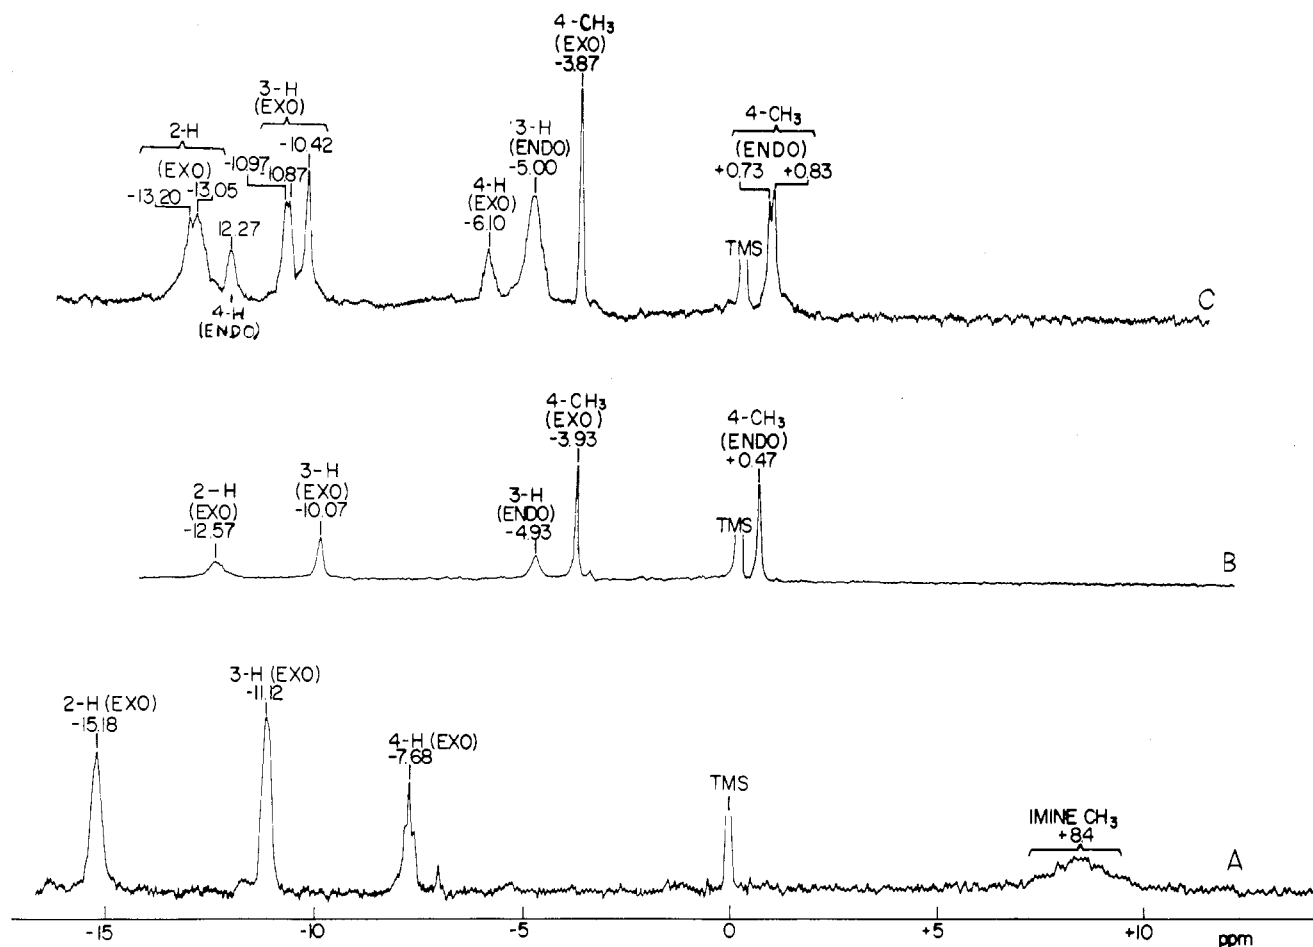 4-CH3
(EXO)
-3.87
3-H
(EXO)
-10.42
2-H
(EXO)
-13.20
-13.05
-10.97
-10.87
12.27
4-H
(ENDO)
3-H
(ENDO)
-5.00
4-H
(EXO)
-6.10
4-CH3
(ENDO)
+0.73
+0.83
TMS
C
4-CH3
(EXO)
-3.93
4-CH3
(ENDO)
+0.47
3-H
(EXO)
-10.07
2-H
(EXO)
-12.57
3-H
(ENDO)
-4.93
TMS
B
3-H (EXO)
-11.12
2-H (EXO)
-15.18
4-H (EXO)
-7.68
TMS
IMINE CH3
+8.4
A
-15 -10 -5 0 +5 +10 ppm